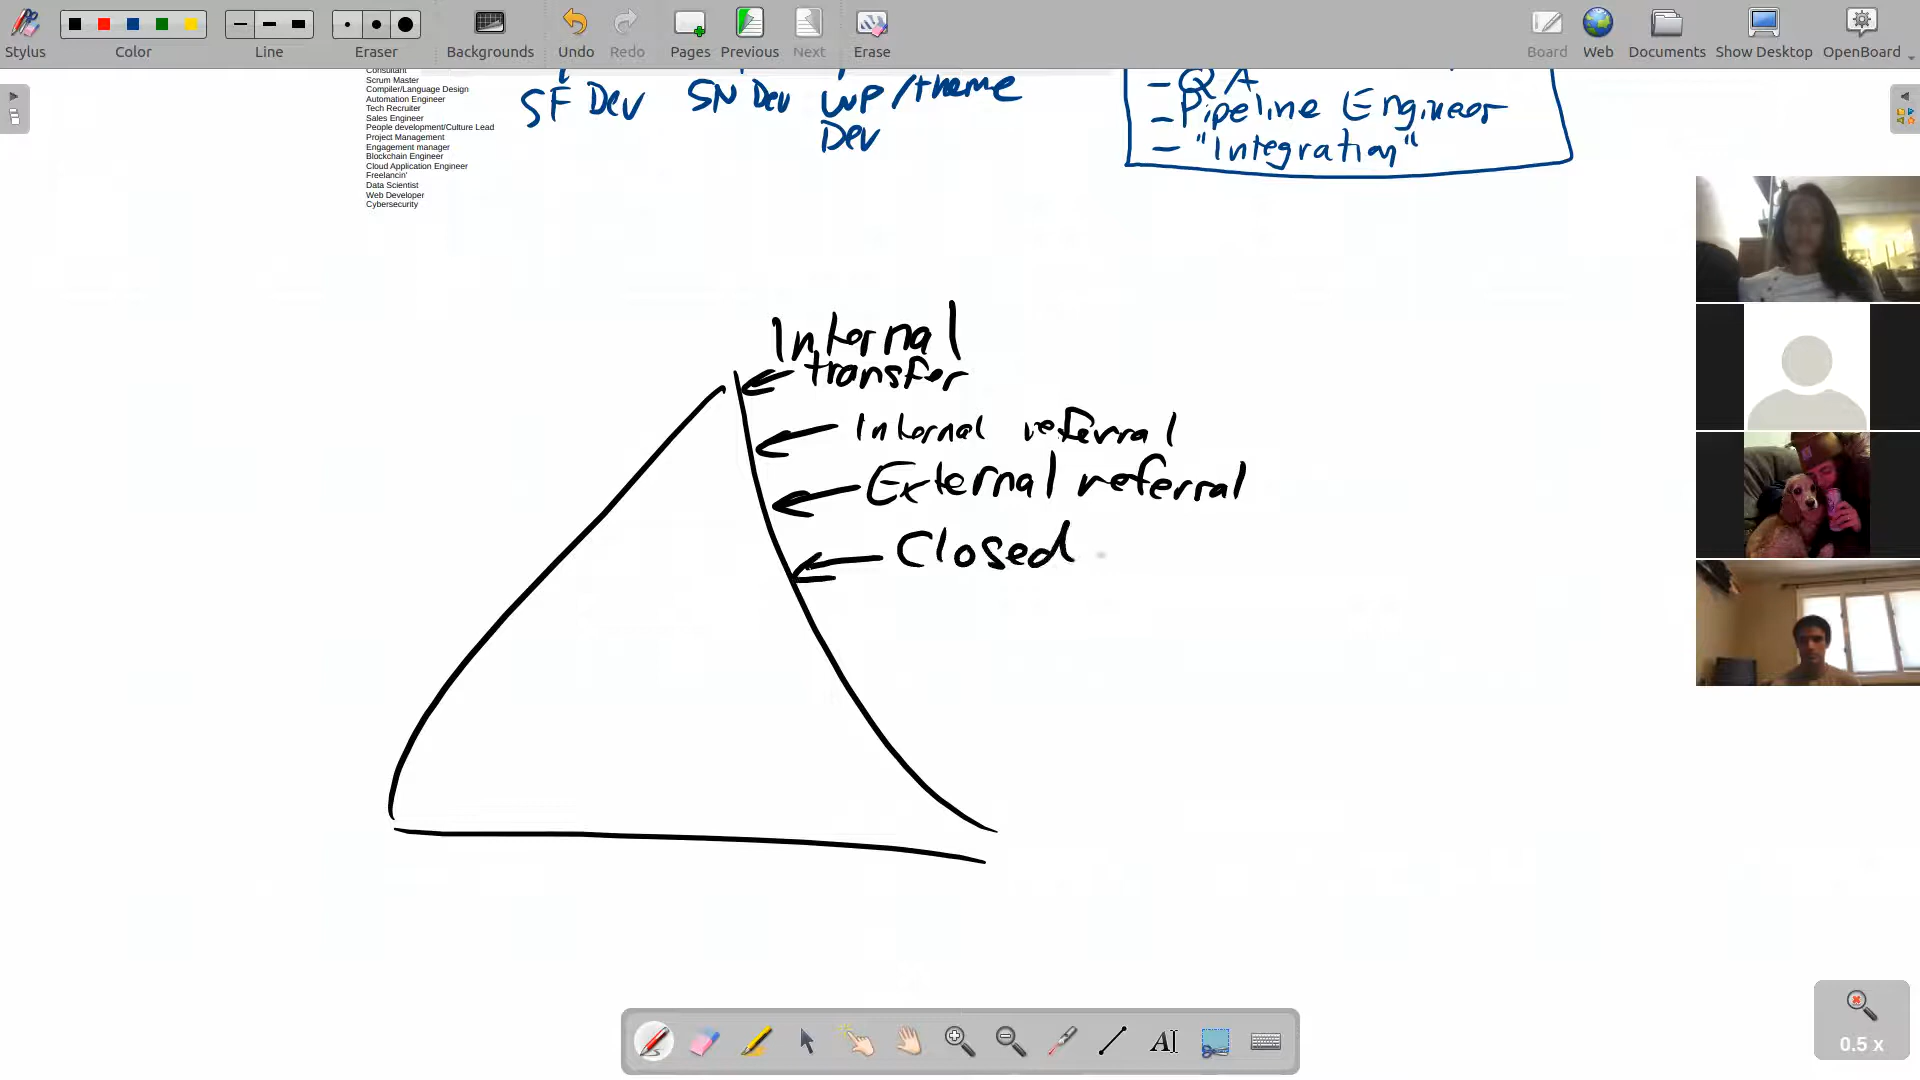 Stylus
Color
Line
Eraser
Backgrounds
Undo
Redo
Pages
Previous
Next
Erase
Board
Web
Documents
Show Desktop
OpenBoard
Consultant
Scrum Master
Compiler/Language Design
Automation Engineer
Tech Recruiter
Sales Engineer
People development/Culture Lead
Project Management
Engagement manager
Blockchain Engineer
Cloud Application Engineer
Freelancin'
Data Scientist
Web Developer
Cybersecurity
SF Dev
SN Dev
WP/theme
Dev
- QA
- Pipeline Engineer
- "Integration"
Internal
transfer
Internal referral
External referral
Closed
0.5 x